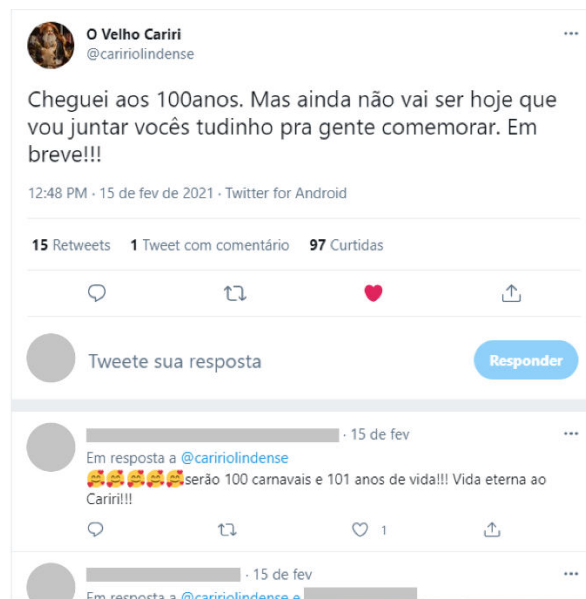 O Velho Cariri
@caririolindense
Cheguei aos 100anos. Mas ainda não vai ser hoje que
vou juntar vocês tudinho pra gente comemorar. Em
breve!!!
12:48 PM · 15 de fev de 2021 · Twitter for Android
15 Retweets 1 Tweet com comentário 97 Curtidas
Tweete sua resposta
Responder
· 15 de fev
Em resposta a @caririolindense
🥰🥰🥰🥰🥰serão 100 carnavais e 101 anos de vida!!! Vida eterna ao
Cariri!!!
1
· 15 de fev
Em resposta a @caririolindense e